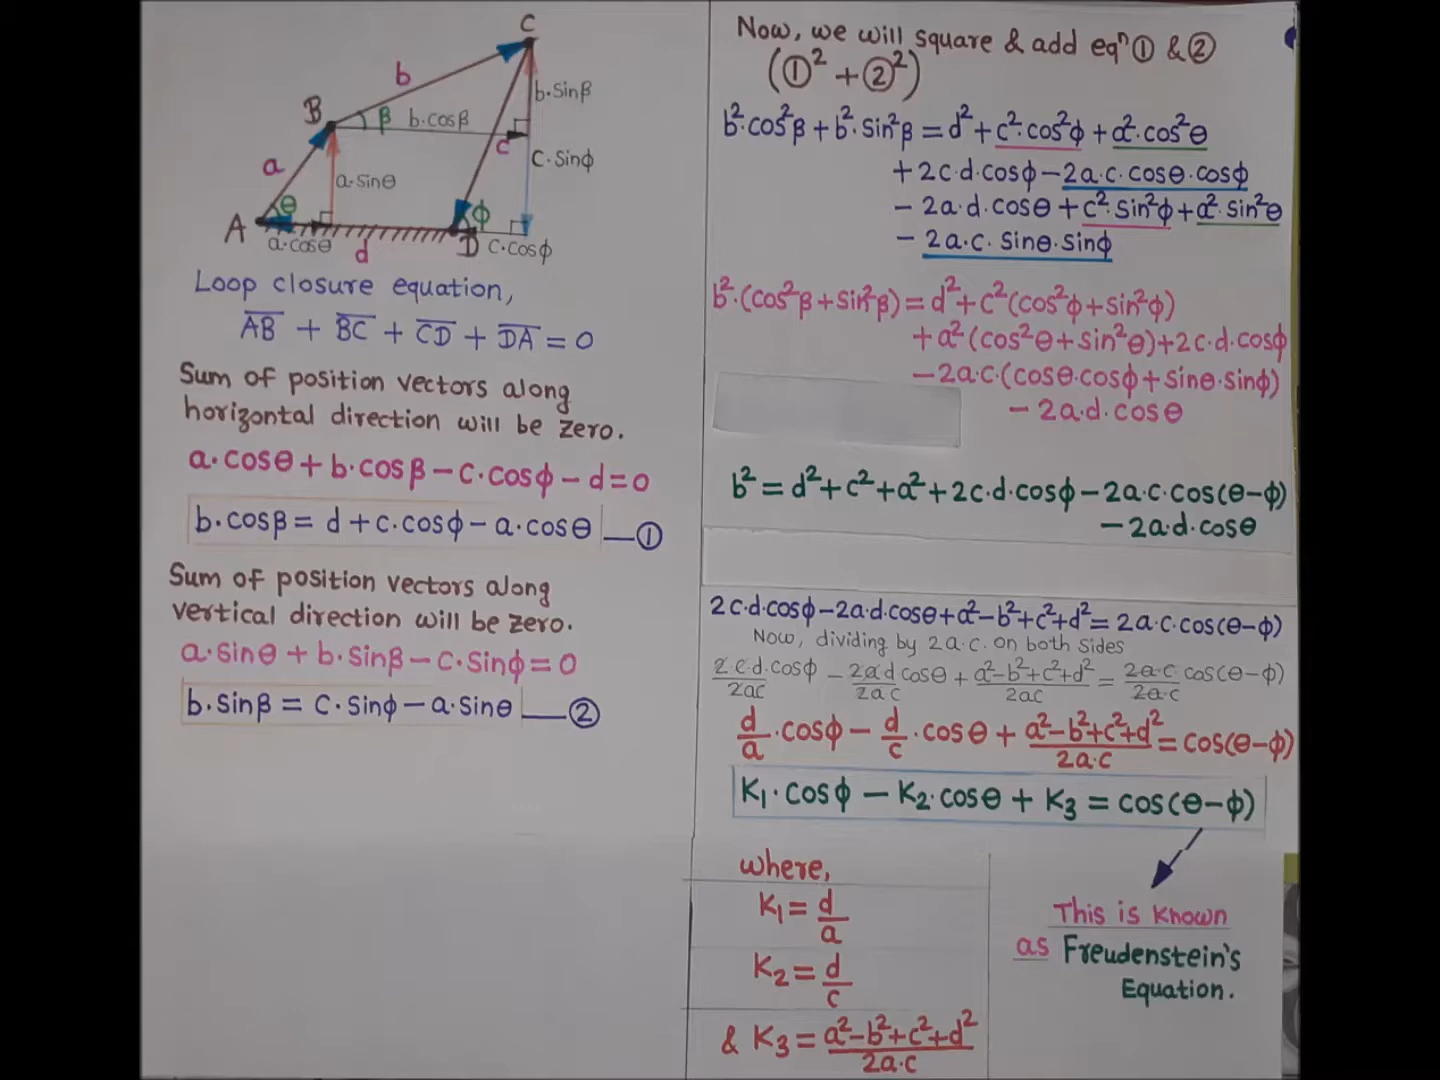 C
b
b·sinβ
B
β
b·cosβ
c
c·sinϕ
a
a·sinθ
θ
ϕ
A
a·cosθ
d
D
c·cosϕ
Loop closure equation,
A̅B̅ + B̅C̅ + C̅D̅ + D̅A̅ = 0
Sum of position vectors along
horizontal direction will be zero.
a·cosθ + b·cosβ − c·cosϕ − d = 0
b·cosβ = d + c·cosϕ − a·cosθ —①
Sum of position vectors along
vertical direction will be zero.
a·sinθ + b·sinβ − c·sinϕ = 0
b·sinβ = c·sinϕ − a·sinθ —②
Now, we will square & add eqⁿ ① & ②
(①² + ②²)
b²·cos²β + b²·sin²β = d² + c²·cos²ϕ + a²·cos²θ
+ 2c·d·cosϕ − 2a·c·cosθ·cosϕ
− 2a·d·cosθ + c²·sin²ϕ + a²·sin²θ
− 2a·c·sinθ·sinϕ
b²·(cos²β + sin²β) = d² + c²(cos²ϕ + sin²ϕ)
+ a²(cos²θ + sin²θ) + 2c·d·cosϕ
− 2a·c·(cosθ·cosϕ + sinθ·sinϕ)
− 2a·d·cosθ
b² = d² + c² + a² + 2c·d·cosϕ − 2a·c·cos(θ−ϕ)
− 2a·d·cosθ
2c·d·cosϕ − 2a·d·cosθ + a² − b² + c² + d² = 2a·c·cos(θ−ϕ)
Now, dividing by 2a·c. on both sides
2·c·d·cosϕ/2ac − 2a·d cosθ/2ac + a²−b²+c²+d²/2ac = 2a·c·cos(θ−ϕ)/2a·c
d/a·cosϕ − d/c·cosθ + a²−b²+c²+d²/2a·c = cos(θ−ϕ)
K₁·cosϕ − K₂·cosθ + K₃ = cos(θ−ϕ)
where,
K₁ = d/a
K₂ = d/c
& K₃ = a²−b²+c²+d²/2a·c
This is known
as Freudenstein's
Equation.